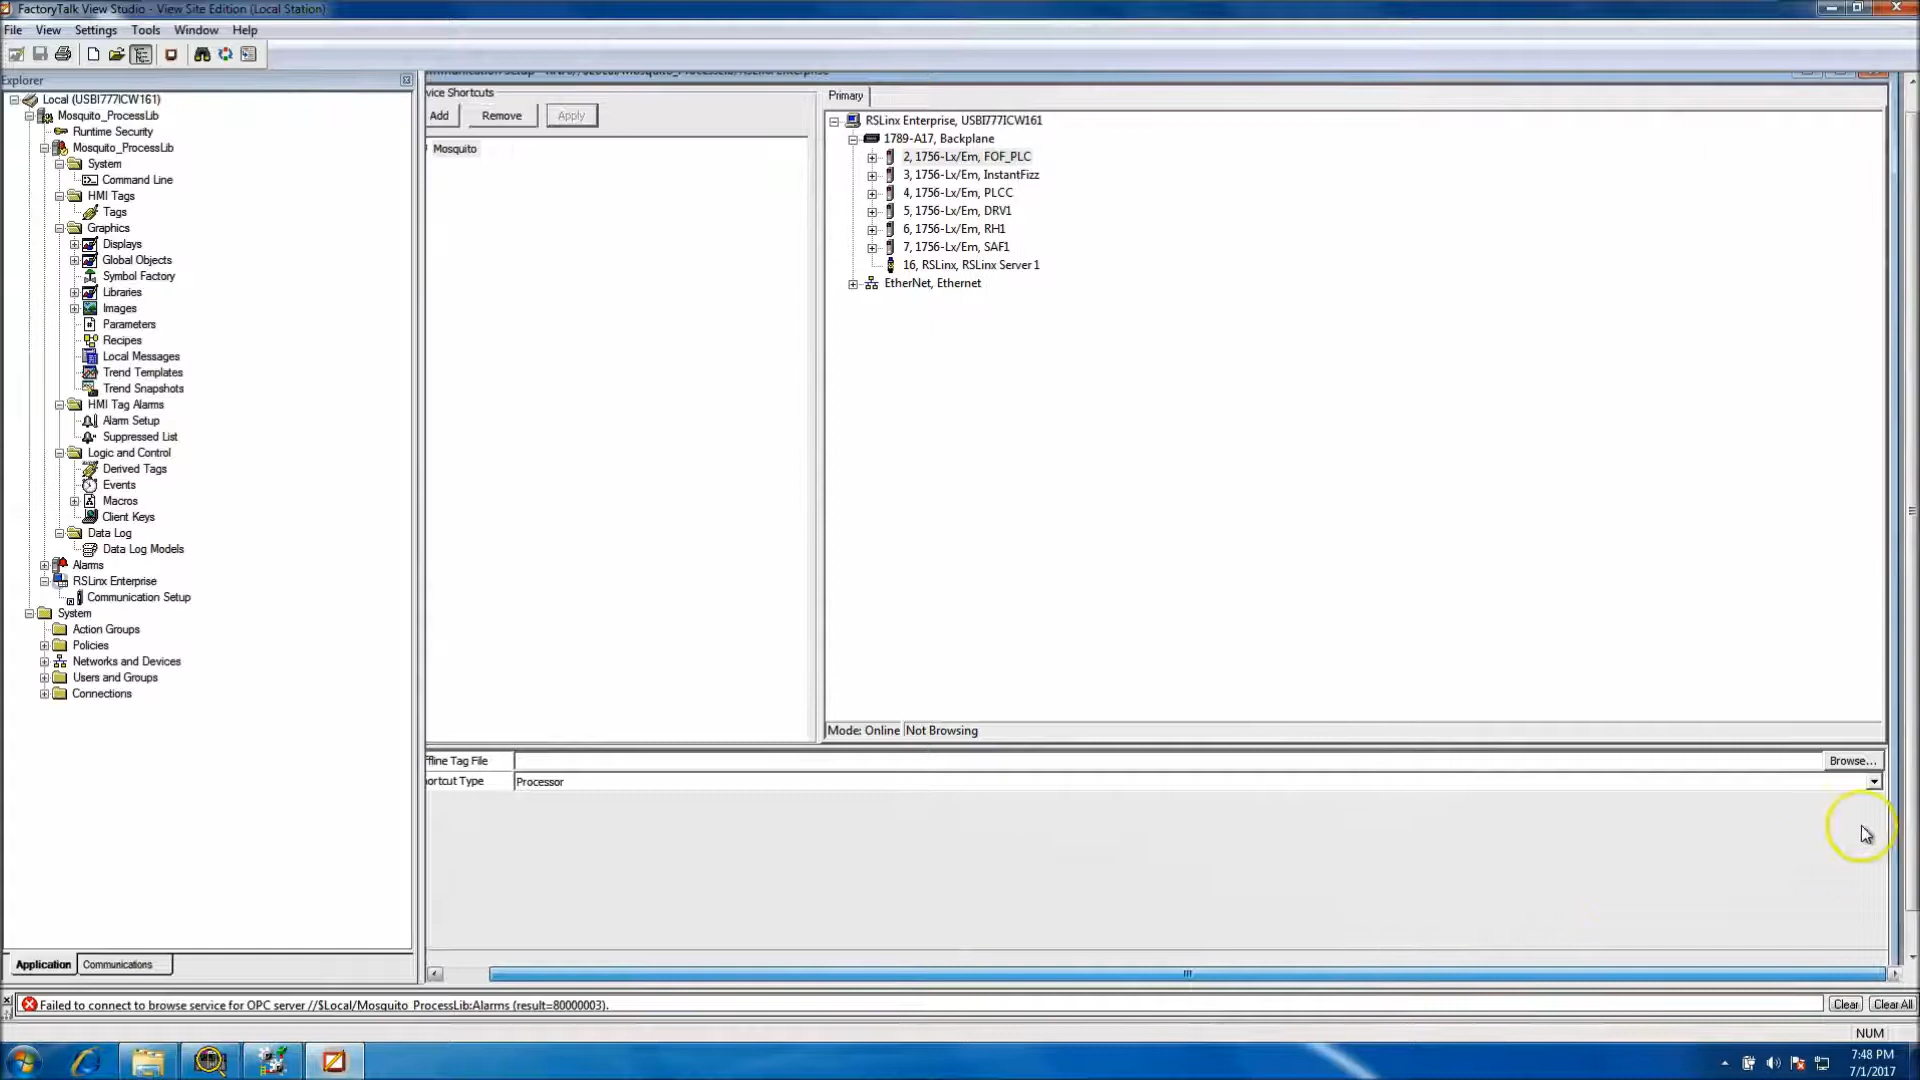 FactoryTalk View Studio - View Site Edition (Local Station)
File View Settings Tools Window Help
Explorer
Local (USBI777ICW161)
Mosquito_ProcessLib
Runtime Security
Mosquito_ProcessLib
System
Command Line
HMI Tags
Tags
Graphics
Displays
Global Objects
Symbol Factory
Libraries
Images
Parameters
Recipes
Local Messages
Trend Templates
Trend Snapshots
HMI Tag Alarms
Alarm Setup
Suppressed List
Logic and Control
Derived Tags
Events
Macros
Client Keys
Data Log
Data Log Models
Alarms
RSLinx Enterprise
Communication Setup
System
Action Groups
Policies
Networks and Devices
Users and Groups
Connections
Application Communications
vice Shortcuts
Add Remove Apply
Mosquito
Primary
RSLinx Enterprise, USBI777ICW161
1789-A17, Backplane
2, 1756-Lx/Em, FOF_PLC
3, 1756-Lx/Em, InstantFizz
4, 1756-Lx/Em, PLCC
5, 1756-Lx/Em, DRV1
6, 1756-Lx/Em, RH1
7, 1756-Lx/Em, SAF1
16, RSLinx, RSLinx Server 1
EtherNet, Ethernet
Mode: Online Not Browsing
ffline Tag File Browse...
ortcut Type Processor
Failed to connect to browse service for OPC server //$Local/Mosquito_ProcessLib:Alarms (result=80000003).
Clear Clear All
NUM
7:48 PM
7/1/2017